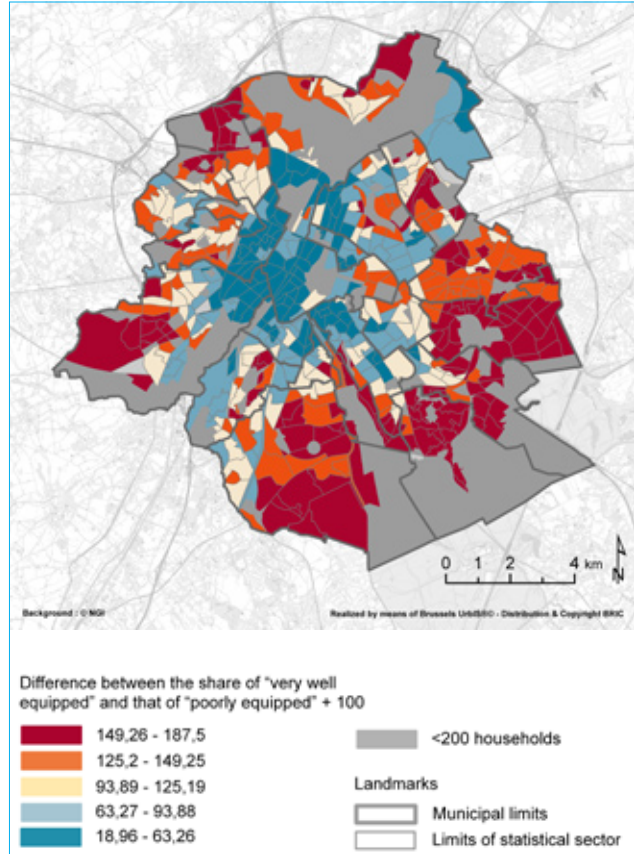 0 1 2 4 km
N
Background : © NGI
Realized by means of Brussels UrbIS®© - Distribution & Copyright BRIC
Difference between the share of “very well
equipped” and that of “poorly equipped” + 100
149,26 - 187,5
125,2 - 149,25
93,89 - 125,19
63,27 - 93,88
18,96 - 63,26
<200 households
Landmarks
Municipal limits
Limits of statistical sector